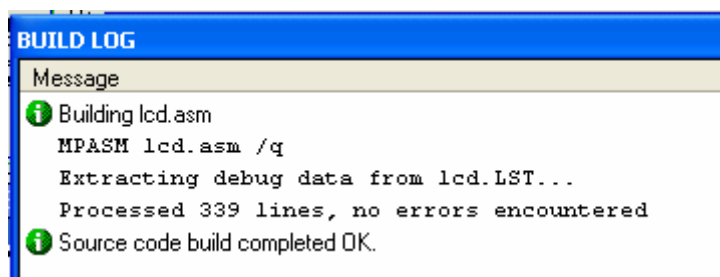 BUILD LOG
Message
Building lcd.asm
MPASM lcd.asm /q
Extracting debug data from lcd.LST...
Processed 339 lines, no errors encountered
Source code build completed OK.